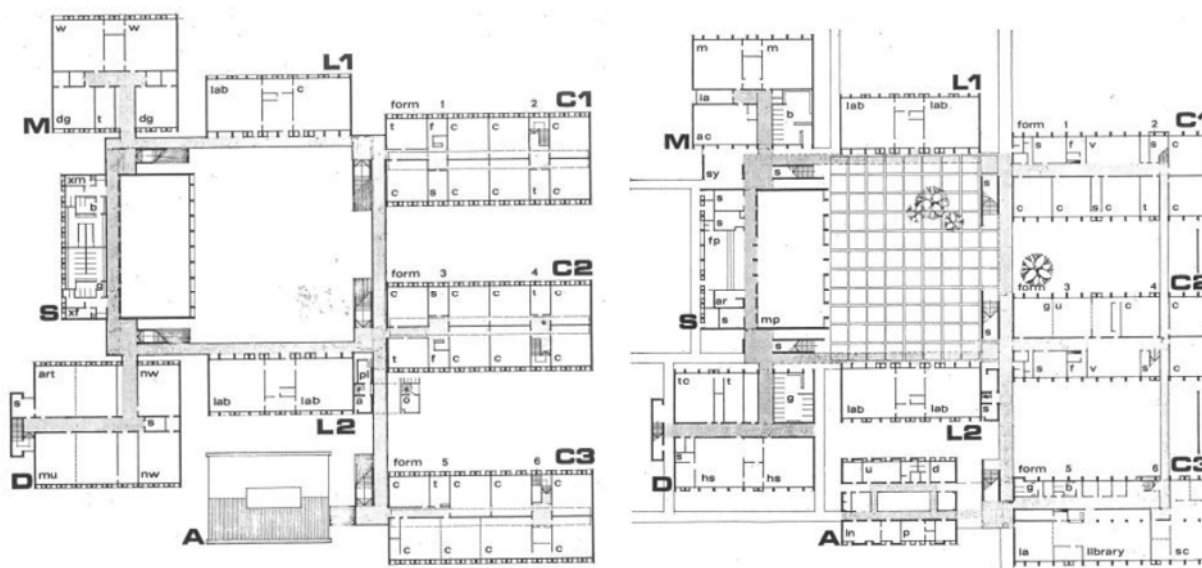 w w
L1
lab c
C1
form 1 2
t f c c c
dg t dg
M
c s c c t c
xm
b
C2
form 3 4
c s c c t c
g
S
xf
t f c c c
art nw
pl
s
lab lab a
o
L2
s
C3
form 5 6
mu nw
c t c c c
D
A
c c c c
m m
L1
la
lab lab
b
C1
form 1 2
ac
s f v s c
M
sy s
s
c c s c t c
s
s
fp
C2
form 3 4
g u c c
ar
S
s mp
s
s
s f v s c
tc t
g
lab lab
s
L2
C3
u d
form 5 6
s
g b
D
hs hs
A
ln p
la library sc